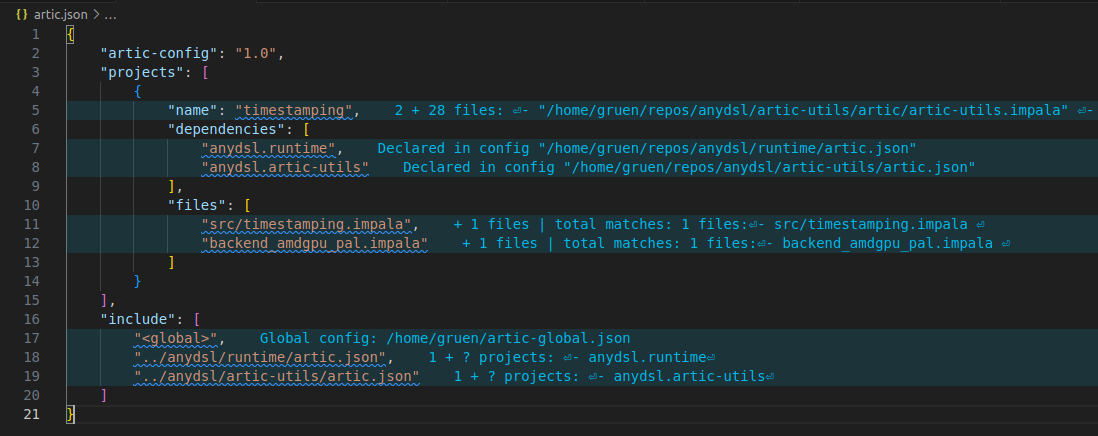 {} artic.json > ...
1 {
2 "artic-config": "1.0",
3 "projects": [
4 {
5 "name": "timestamping", 2 + 28 files: ⏎- "/home/gruen/repos/anydsl/artic-utils/artic/artic-utils.impala" ⏎-
6 "dependencies": [
7 "anydsl.runtime", Declared in config "/home/gruen/repos/anydsl/runtime/artic.json"
8 "anydsl.artic-utils" Declared in config "/home/gruen/repos/anydsl/artic-utils/artic.json"
9 ],
10 "files": [
11 "src/timestamping.impala", + 1 files | total matches: 1 files:⏎- src/timestamping.impala ⏎
12 "backend_amdgpu_pal.impala" + 1 files | total matches: 1 files:⏎- backend_amdgpu_pal.impala ⏎
13 ]
14 }
15 ],
16 "include": [
17 "<global>", Global config: /home/gruen/artic-global.json
18 "../anydsl/runtime/artic.json", 1 + ? projects: ⏎- anydsl.runtime⏎
19 "../anydsl/artic-utils/artic.json" 1 + ? projects: ⏎- anydsl.artic-utils⏎
20 ]
21 }